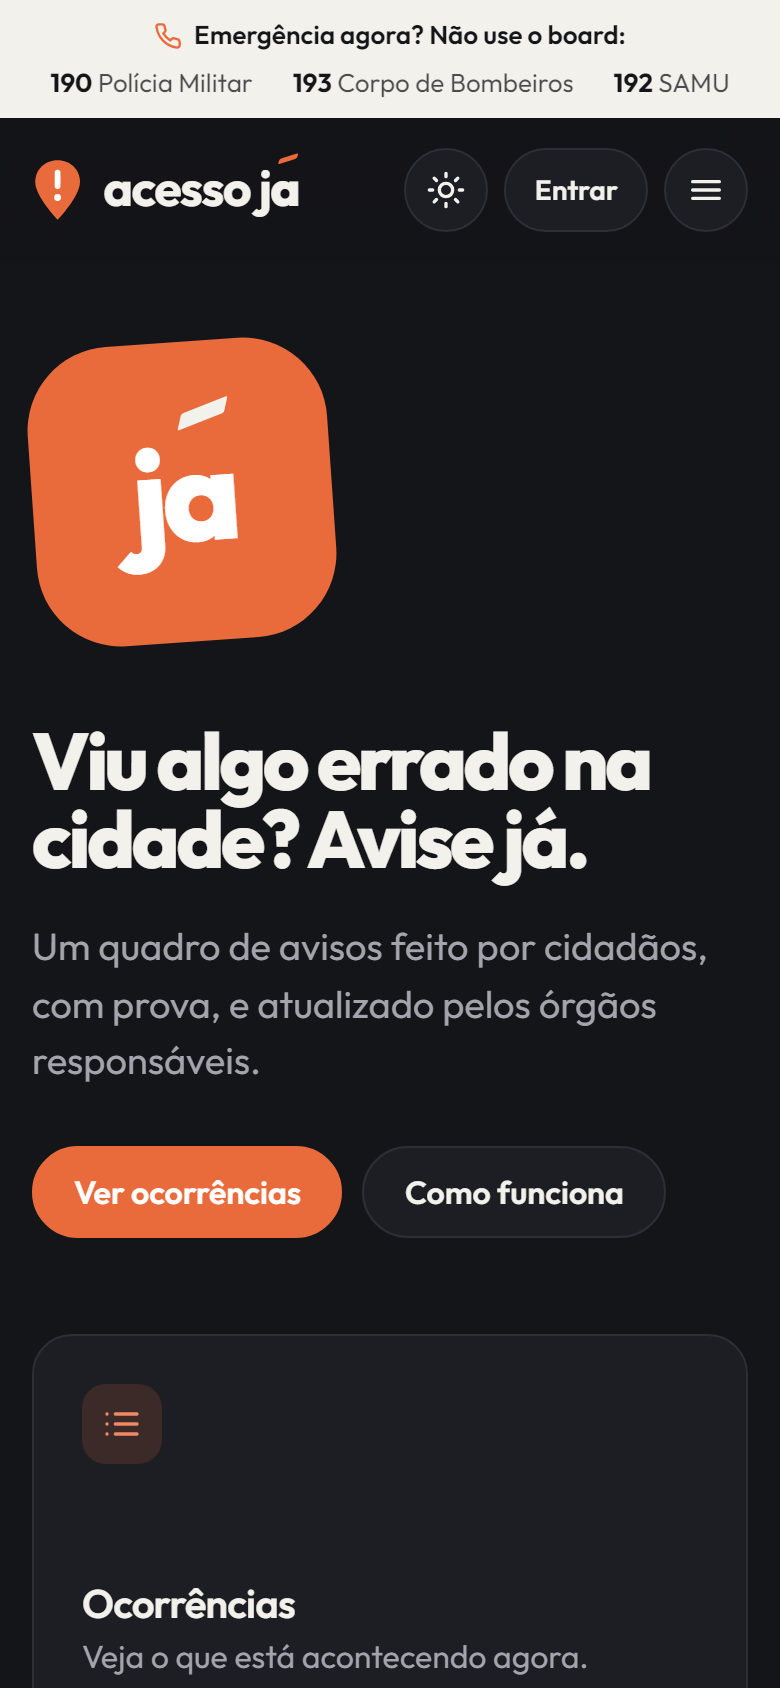 Emergência agora? Não use o board:
190 Polícia Militar 193 Corpo de Bombeiros 192 SAMU
acesso já
Entrar
já
Viu algo errado na
cidade? Avise já.
Um quadro de avisos feito por cidadãos,
com prova, e atualizado pelos órgãos
responsáveis.
Ver ocorrências
Como funciona
Ocorrências
Veja o que está acontecendo agora.